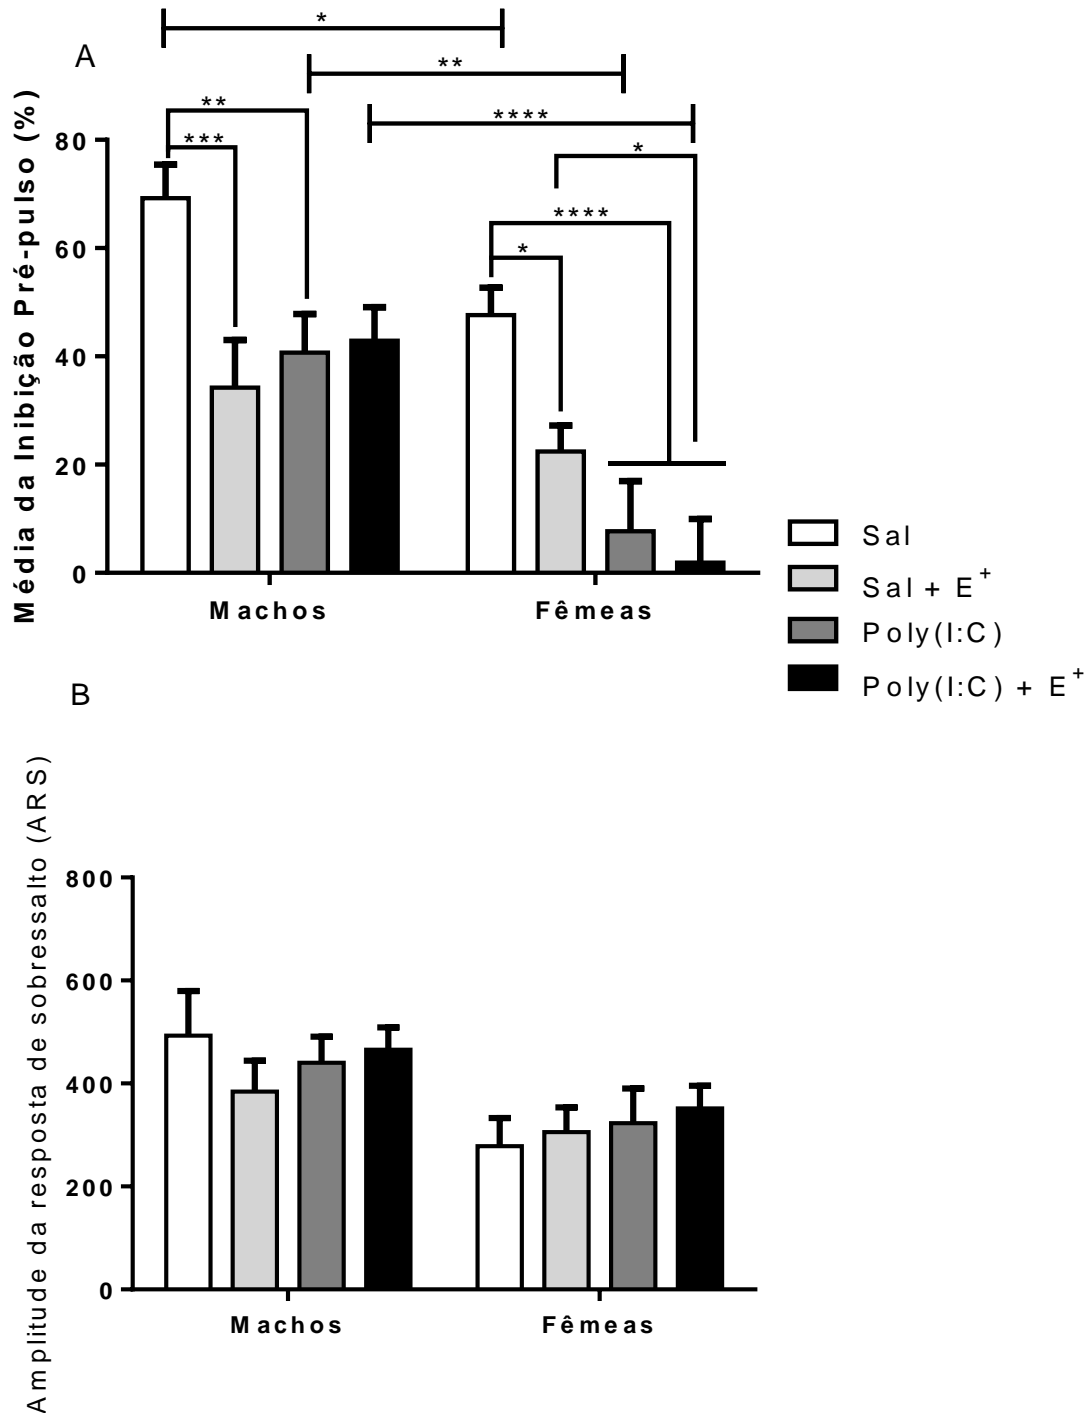 *
A
**
**
****
***
*
****
*
Média da Inibição Pré-pulso (%)
80
60
40
20
0
Machos
Fêmeas
Sal
Sal + E+
Poly(I:C)
Poly(I:C) + E+
B
Amplitude da resposta de sobressalto (ARS)
800
600
400
200
0
Machos
Fêmeas